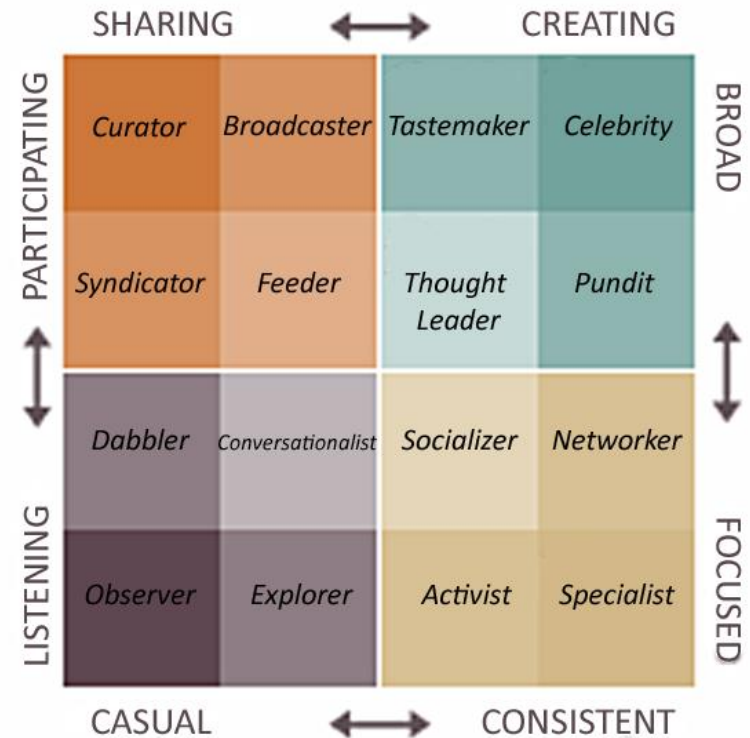 SHARING
CREATING
PARTICIPATING
BROAD
Curator
Broadcaster
Tastemaker
Celebrity
Syndicator
Feeder
Thought
Leader
Pundit
LISTENING
FOCUSED
Dabbler
Conversationalist
Socializer
Networker
Observer
Explorer
Activist
Specialist
CASUAL
CONSISTENT